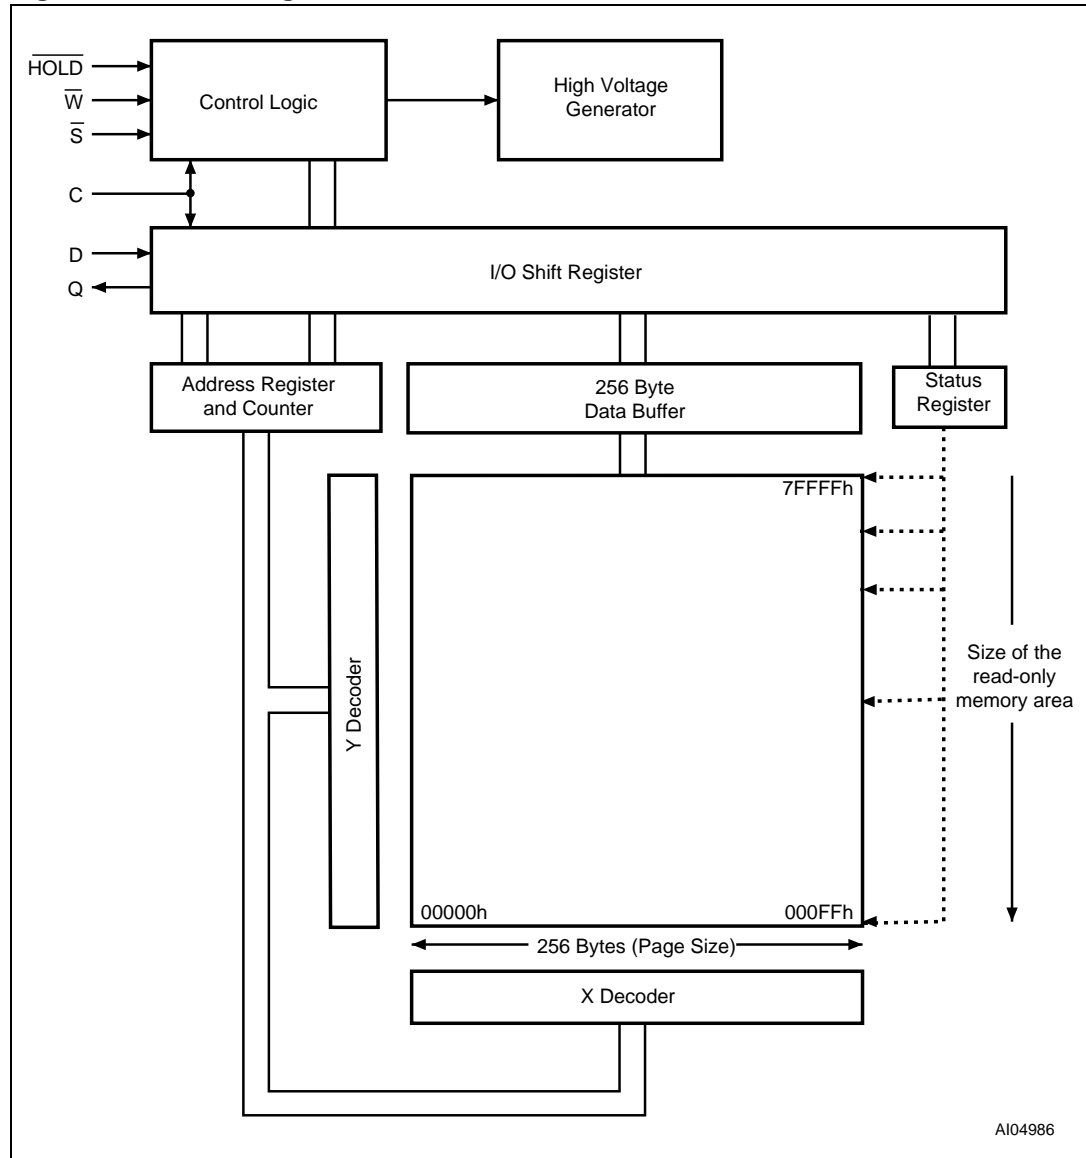 HOLD
W
S
C
D
Q
Control Logic
High Voltage
Generator
I/O Shift Register
Address Register
and Counter
256 Byte
Data Buffer
Status
Register
7FFFFh
Y Decoder
Size of the
read-only
memory area
00000h
000FFh
256 Bytes (Page Size)
X Decoder
AI04986